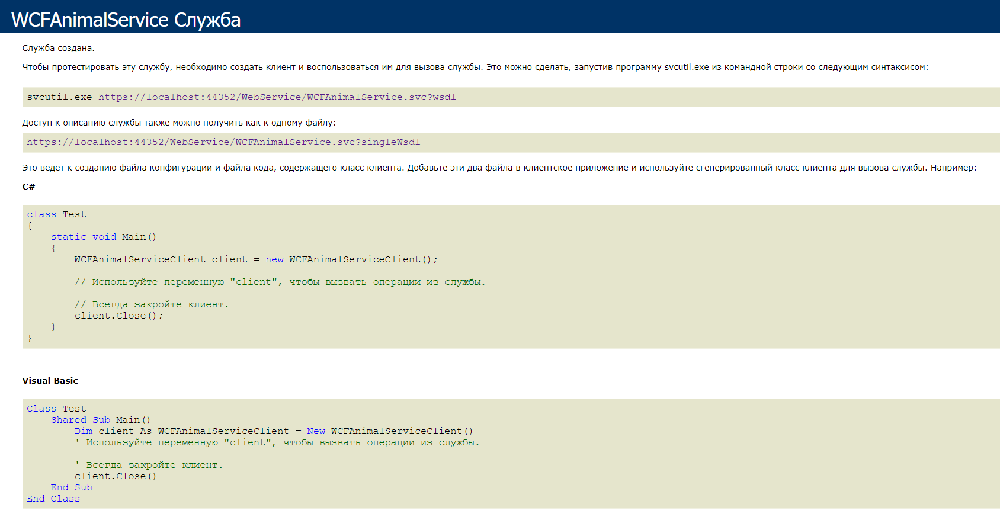 WCFAnimalService Служба
Служба создана.
Чтобы протестировать эту службу, необходимо создать клиент и воспользоваться им для вызова службы. Это можно сделать, запустив программу svcutil.exe из командной строки со следующим синтаксисом:
svcutil.exe https://localhost:44352/WebService/WCFAnimalService.svc?wsdl
Доступ к описанию службы также можно получить как к одному файлу:
https://localhost:44352/WebService/WCFAnimalService.svc?singleWsdl
Это ведет к созданию файла конфигурации и файла кода, содержащего класс клиента. Добавьте эти два файла в клиентское приложение и используйте сгенерированный класс клиента для вызова службы. Например:
C#
class Test
{
    static void Main()
    {
        WCFAnimalServiceClient client = new WCFAnimalServiceClient();
        // Используйте переменную "client", чтобы вызвать операции из службы.
        // Всегда закройте клиент.
        client.Close();
    }
}
Visual Basic
Class Test
    Shared Sub Main()
        Dim client As WCFAnimalServiceClient = New WCFAnimalServiceClient()
        ' Используйте переменную "client", чтобы вызвать операции из службы.
        ' Всегда закройте клиент.
        client.Close()
    End Sub
End Class